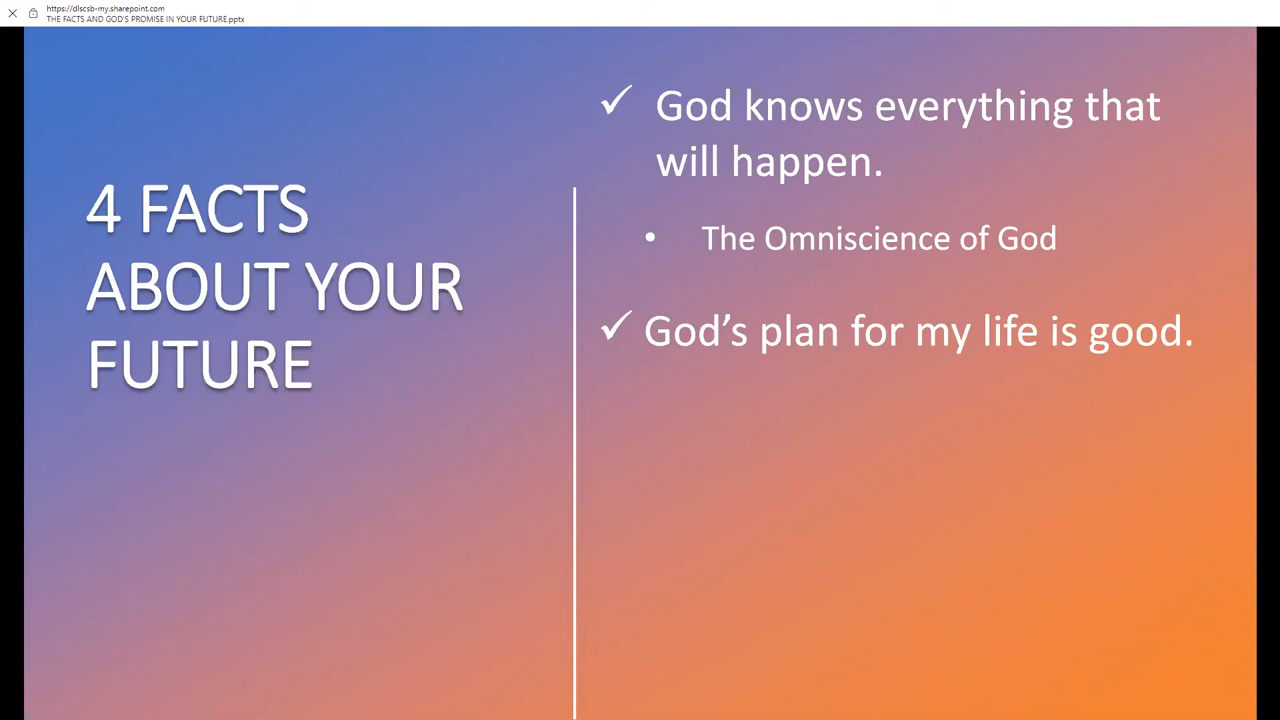 https://dlscsb-my.sharepoint.com
THE FACTS AND GOD'S PROMISE IN YOUR FUTURE.pptx
4 FACTS
ABOUT YOUR
FUTURE
✓ God knows everything that
will happen.
• The Omniscience of God
✓ God’s plan for my life is good.